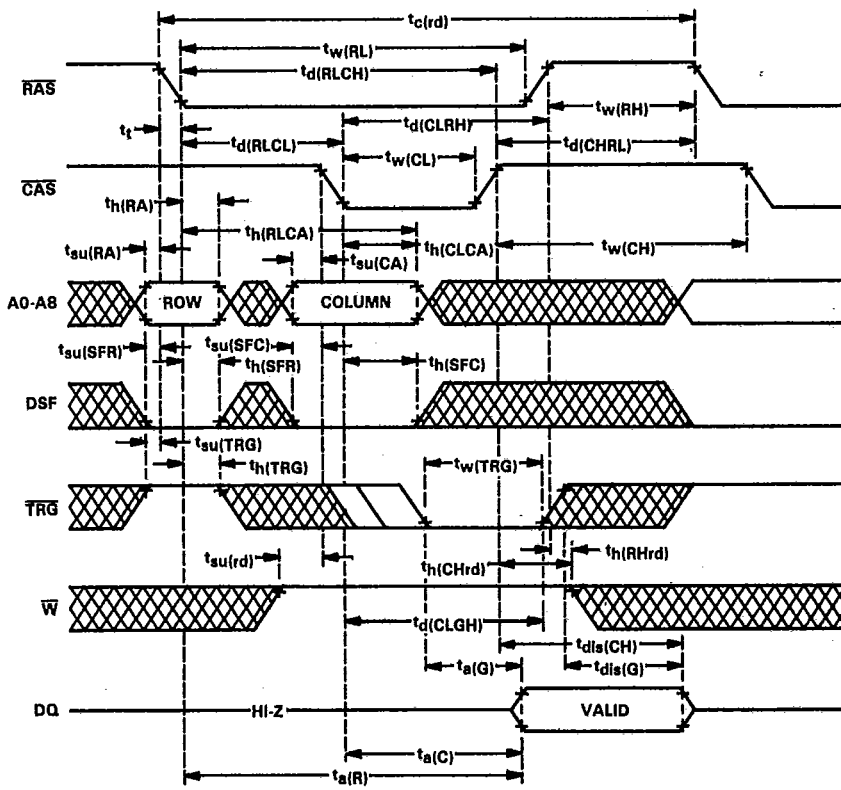 tc(rd)
tw(RL)
td(RLCH)
RAS
tw(RH)
tt
td(CLRH)
td(RLCL)
td(CHRL)
tw(CL)
CAS
th(RA)
th(RLCA)
th(CLCA)
tw(CH)
tsu(RA)
tsu(CA)
A0-A8
ROW
COLUMN
tsu(SFR)
tsu(SFC)
th(SFR)
th(SFC)
DSF
tsu(TRG)
th(TRG)
tw(TRG)
TRG
tsu(rd)
th(RHrd)
th(CHrd)
W
td(CLGH)
tdis(CH)
ta(G)
tdis(G)
DQ
HI-Z
VALID
ta(C)
ta(R)